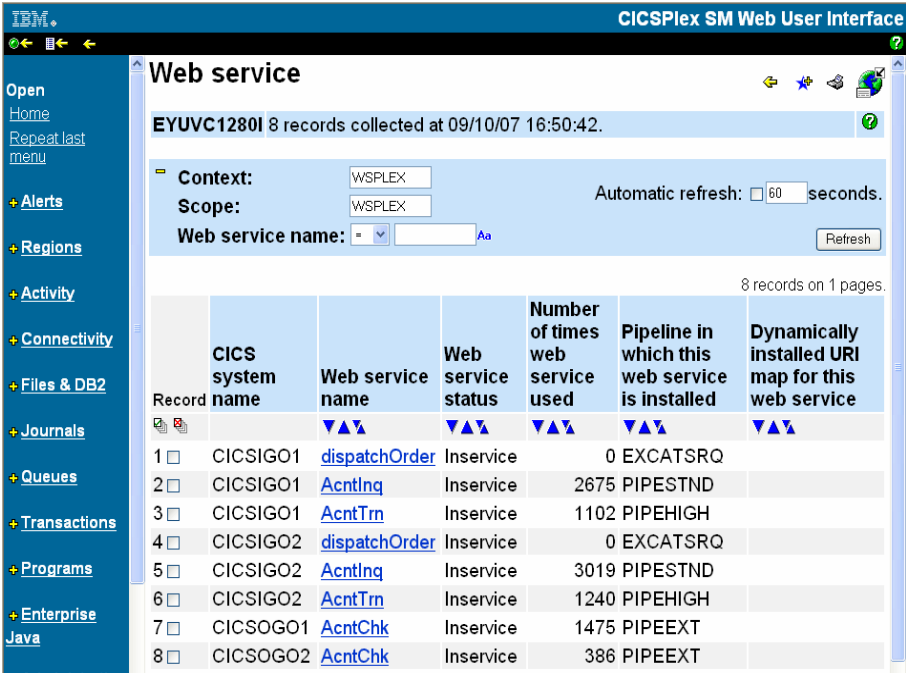 IBM.
CICSPlex SM Web User Interface
Open
Home
Repeat last
menu
Alerts
Regions
Activity
Connectivity
Files & DB2
Journals
Queues
Transactions
Programs
Enterprise
Java
Web service
EYUVC1280I 8 records collected at 09/10/07 16:50:42.
Context: WSPLEX
Scope: WSPLEX
Automatic refresh: 60 seconds.
Web service name: = Aa
Refresh
8 records on 1 pages.
Record
CICS
system
name
Web service
name
Web
service
status
Number
of times
web
service
used
Pipeline in
which this
web service
is installed
Dynamically
installed URI
map for this
web service
1 CICSIGO1 dispatchOrder Inservice 0 EXCATSRQ
2 CICSIGO1 AcntInq Inservice 2675 PIPESTND
3 CICSIGO1 AcntTrn Inservice 1102 PIPEHIGH
4 CICSIGO2 dispatchOrder Inservice 0 EXCATSRQ
5 CICSIGO2 AcntInq Inservice 3019 PIPESTND
6 CICSIGO2 AcntTrn Inservice 1240 PIPEHIGH
7 CICSOGO1 AcntChk Inservice 1475 PIPEEXT
8 CICSOGO2 AcntChk Inservice 386 PIPEEXT